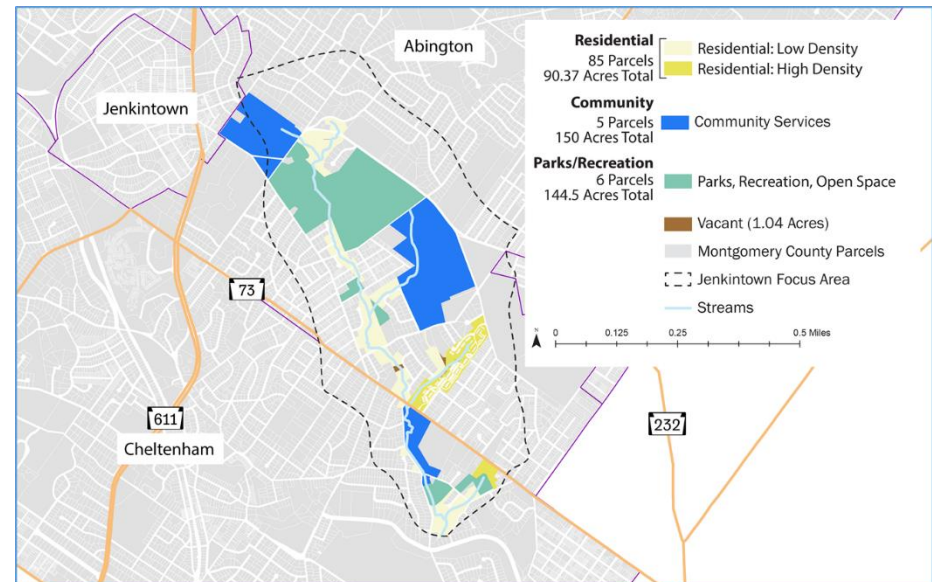 Abington
Jenkintown
73
611
Cheltenham
232
Residential
85 Parcels
90.37 Acres Total
Residential: Low Density
Residential: High Density
Community
5 Parcels
150 Acres Total
Community Services
Parks/Recreation
6 Parcels
144.5 Acres Total
Parks, Recreation, Open Space
Vacant (1.04 Acres)
Montgomery County Parcels
Jenkintown Focus Area
Streams
N
0 0.125 0.25 0.5 Miles